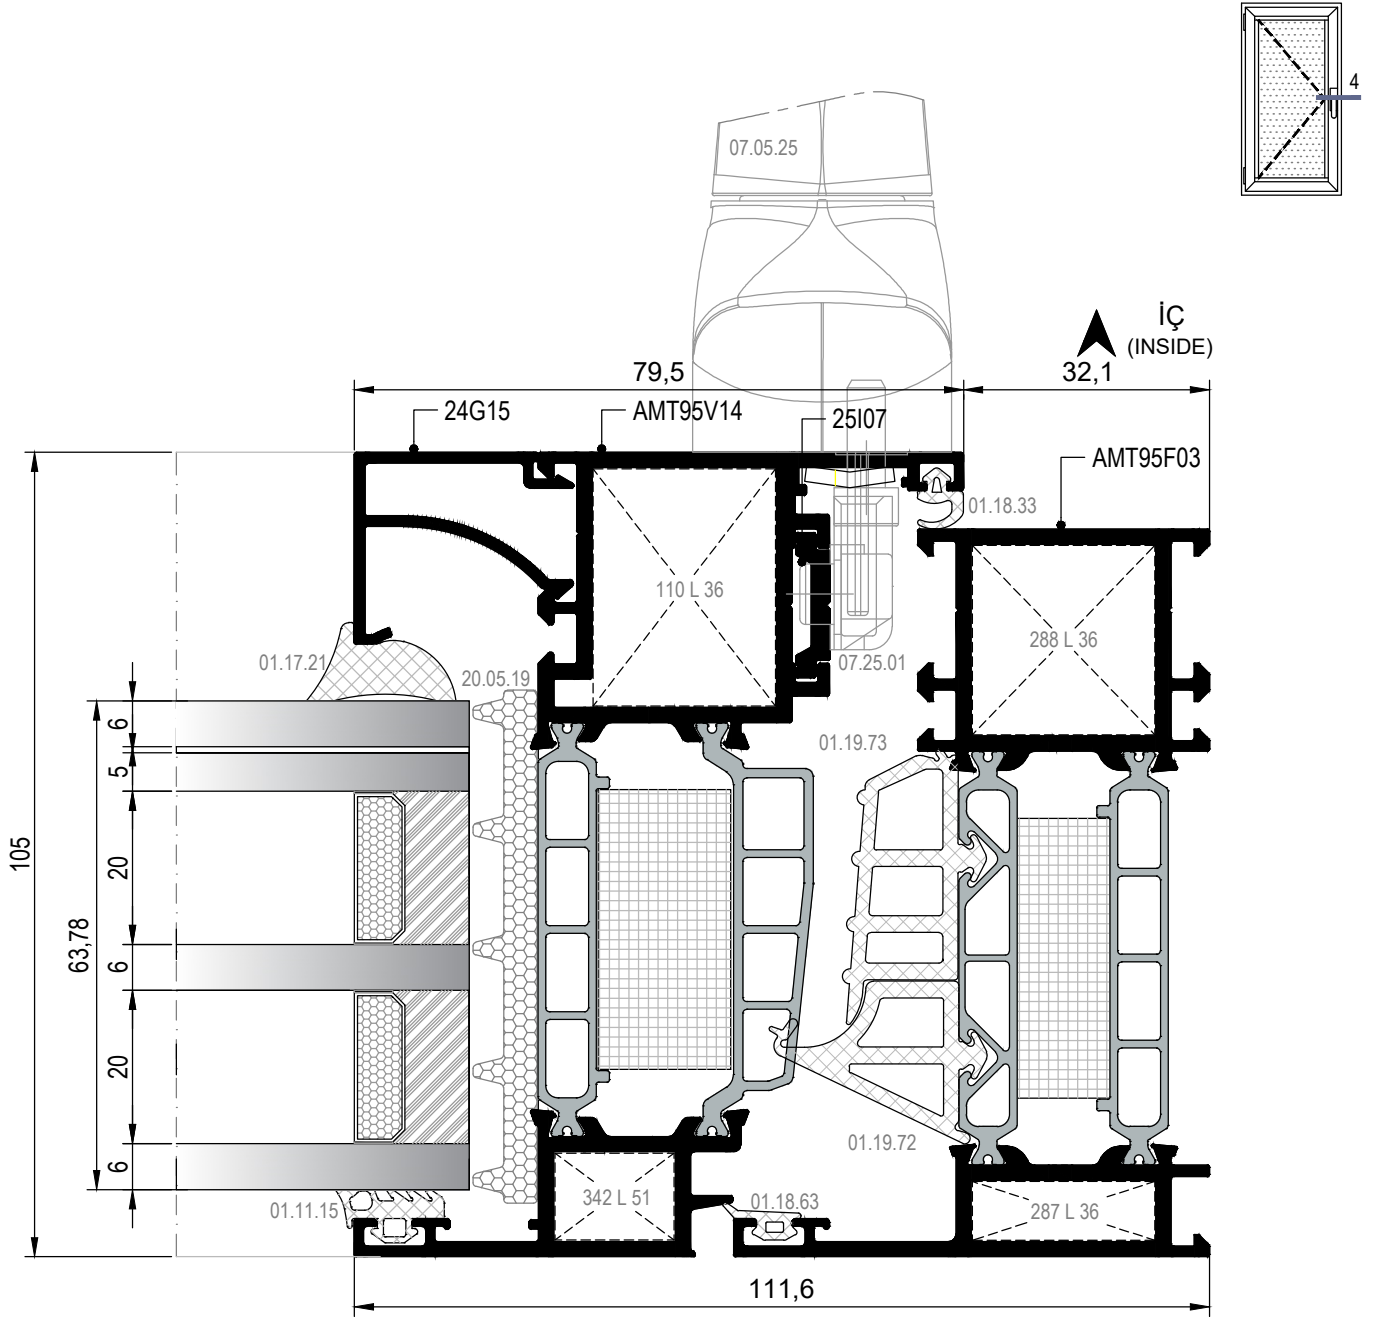 4
07.05.25
İÇ
(INSIDE)
79,5
32,1
24G15
AMT95V14
25I07
AMT95F03
01.18.33
110 L 36
288 L 36
01.17.21
20.05.19
07.25.01
01.19.73
6
5
20
6
20
6
63,78
105
01.19.72
342 L 51
01.18.63
287 L 36
01.11.15
111,6